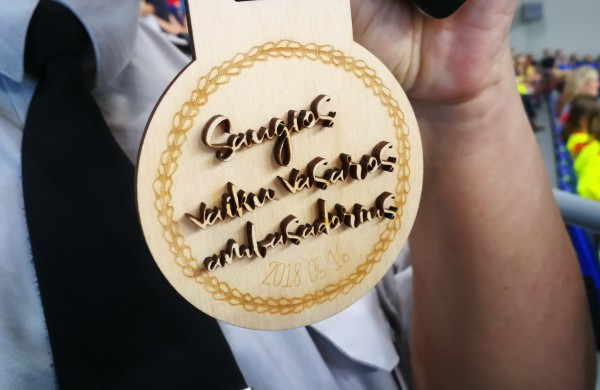 Saugios
vaikų vasaros
ambasadorius
2018 05 16